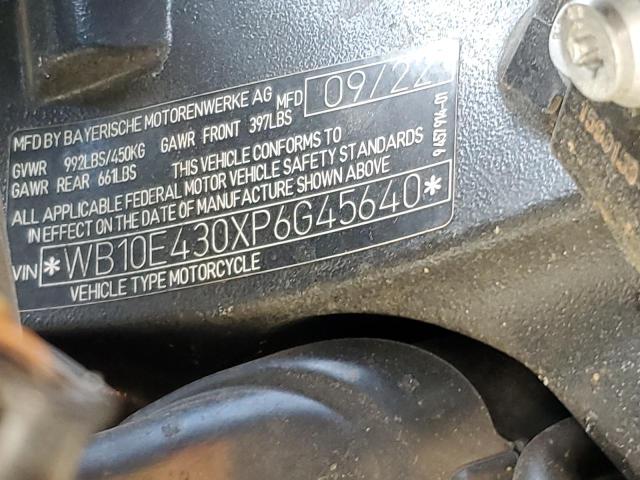 MFD BY BAYERISCHE MOTORENWERKE AG MFD 09/22
GVWR 992LBS/450KG GAWR FRONT 397LBS
GAWR REAR 661LBS THIS VEHICLE CONFORMS TO
ALL APPLICABLE FEDERAL MOTOR VEHICLE SAFETY STANDARDS
IN EFFECT ON THE DATE OF MANUFACTURE SHOWN ABOVE
VIN *WB10E430XP6G45640*
VEHICLE TYPE MOTORCYCLE